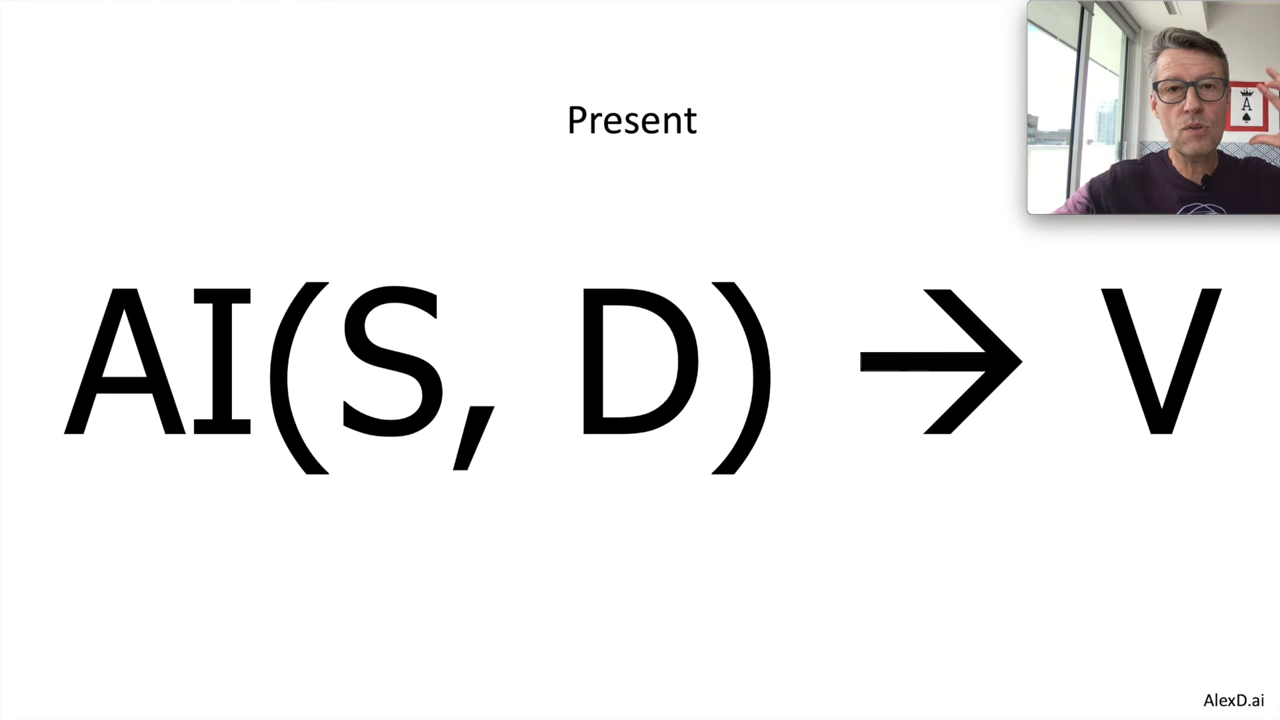 Present
A
AI(S, D) → V
AlexD.ai